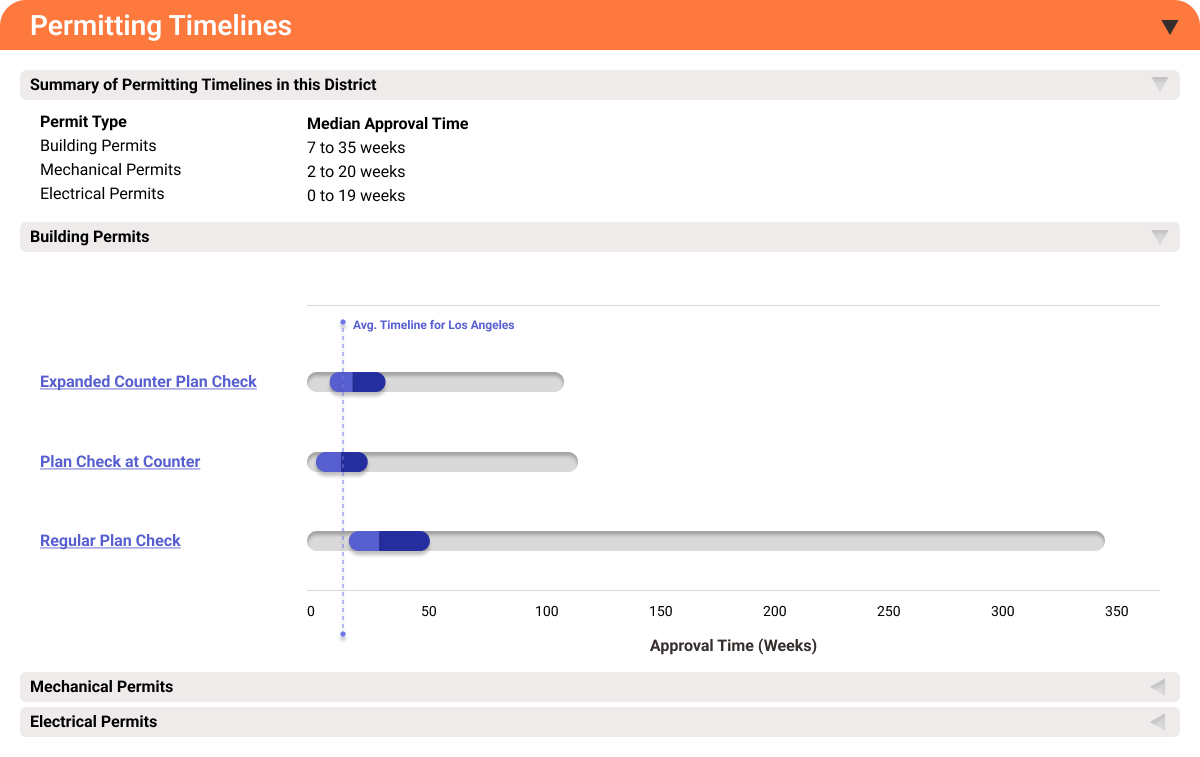 Permitting Timelines
Summary of Permitting Timelines in this District
Permit Type Median Approval Time
Building Permits 7 to 35 weeks
Mechanical Permits 2 to 20 weeks
Electrical Permits 0 to 19 weeks
Building Permits
Avg. Timeline for Los Angeles
Expanded Counter Plan Check
Plan Check at Counter
Regular Plan Check
0 50 100 150 200 250 300 350
Approval Time (Weeks)
Mechanical Permits
Electrical Permits